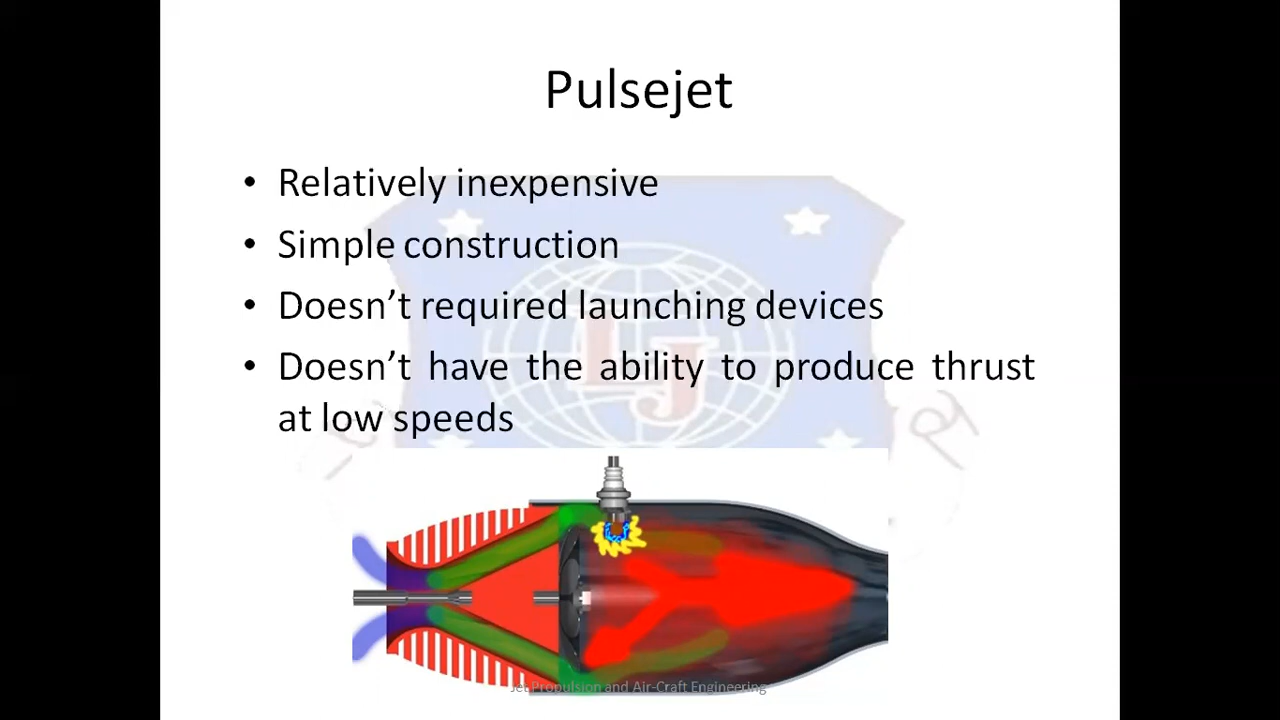 Pulsejet
• Relatively inexpensive
• Simple construction
• Doesn't required launching devices
• Doesn't have the ability to produce thrust
at low speeds
LJ
Jet Propulsion and Air-Craft Engineering